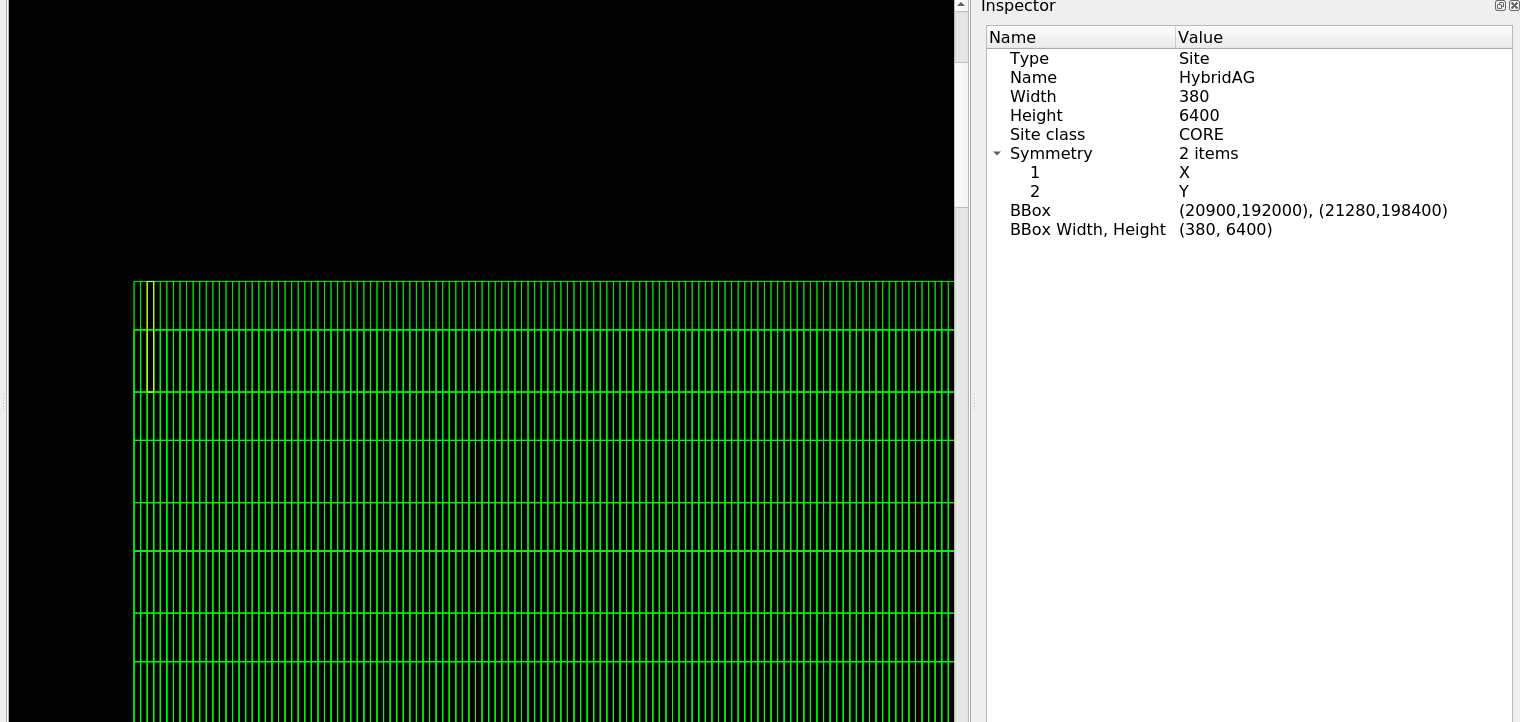 Inspector
Name Value
Type Site
Name HybridAG
Width 380
Height 6400
Site class CORE
Symmetry 2 items
1 X
2 Y
BBox (20900,192000), (21280,198400)
BBox Width, Height (380, 6400)